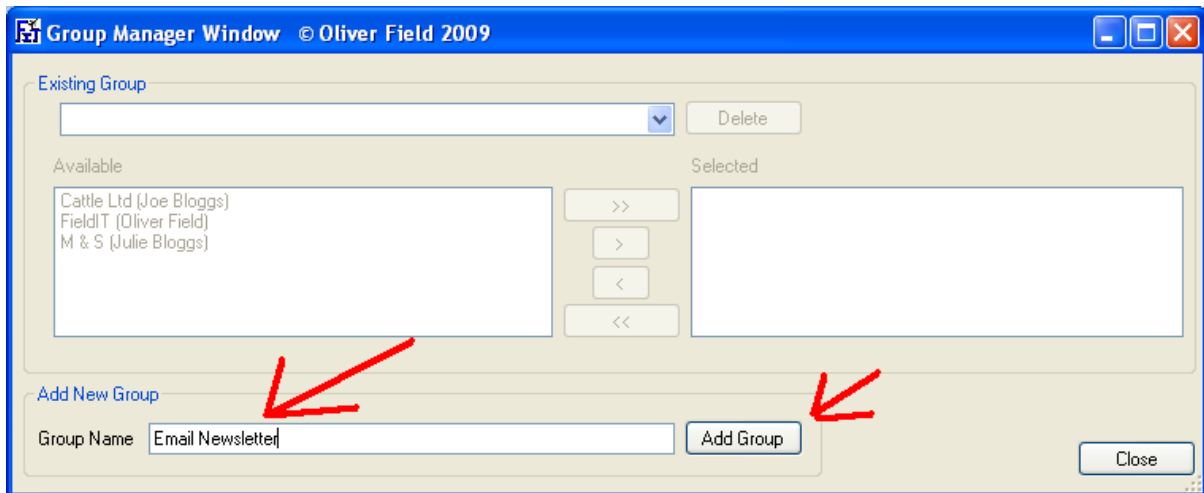 Group Manager Window © Oliver Field 2009
Existing Group
Delete
Available
Selected
Cattle Ltd (Joe Bloggs)
FieldIT (Oliver Field)
M & S (Julie Bloggs)
>>
>
<
<<
Add New Group
Group Name Email Newsletter Add Group
Close